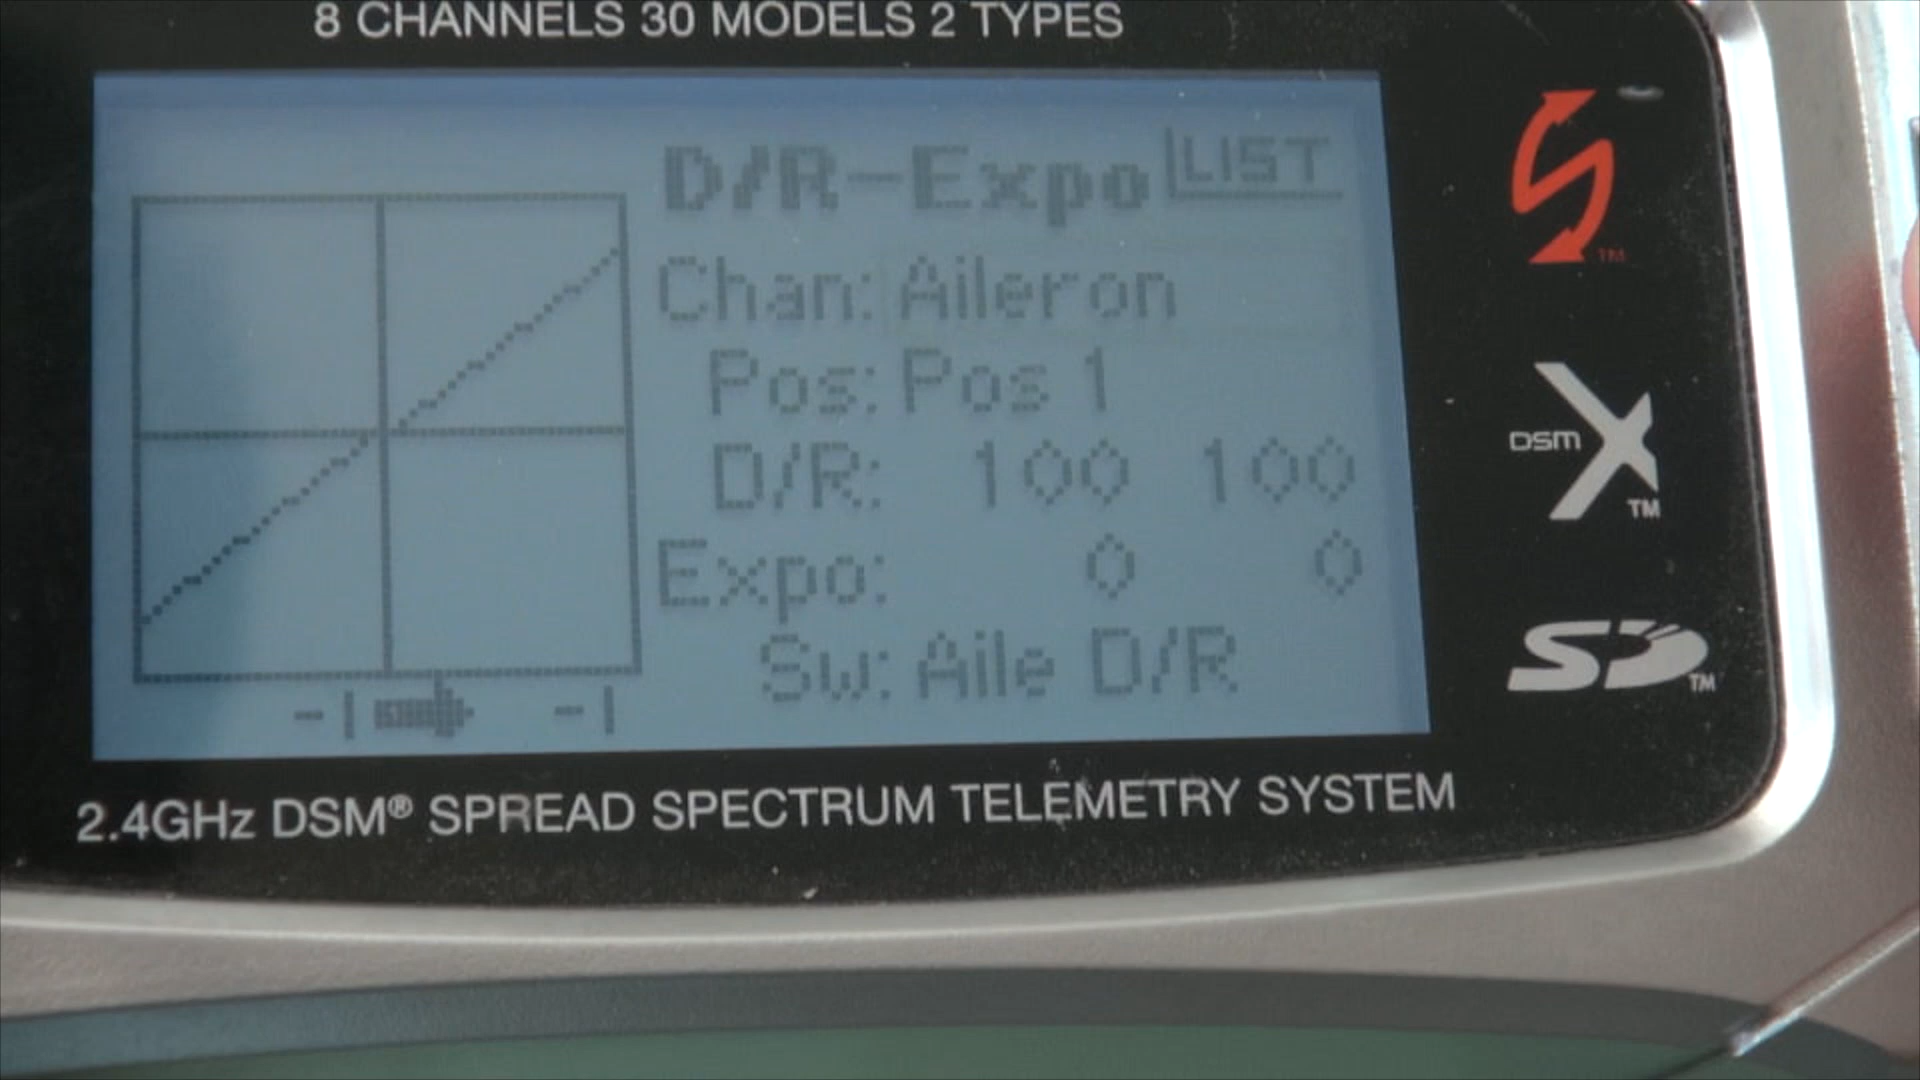 8 CHANNELS 30 MODELS 2 TYPES
D/R-Expo LIST
Chan: Aileron
Pos: Pos 1
D/R: 100 100
Expo: 0 0
Sw: Aile D/R
-1 -1
2.4GHz DSM® SPREAD SPECTRUM TELEMETRY SYSTEM
TM
DSM X TM
SD TM